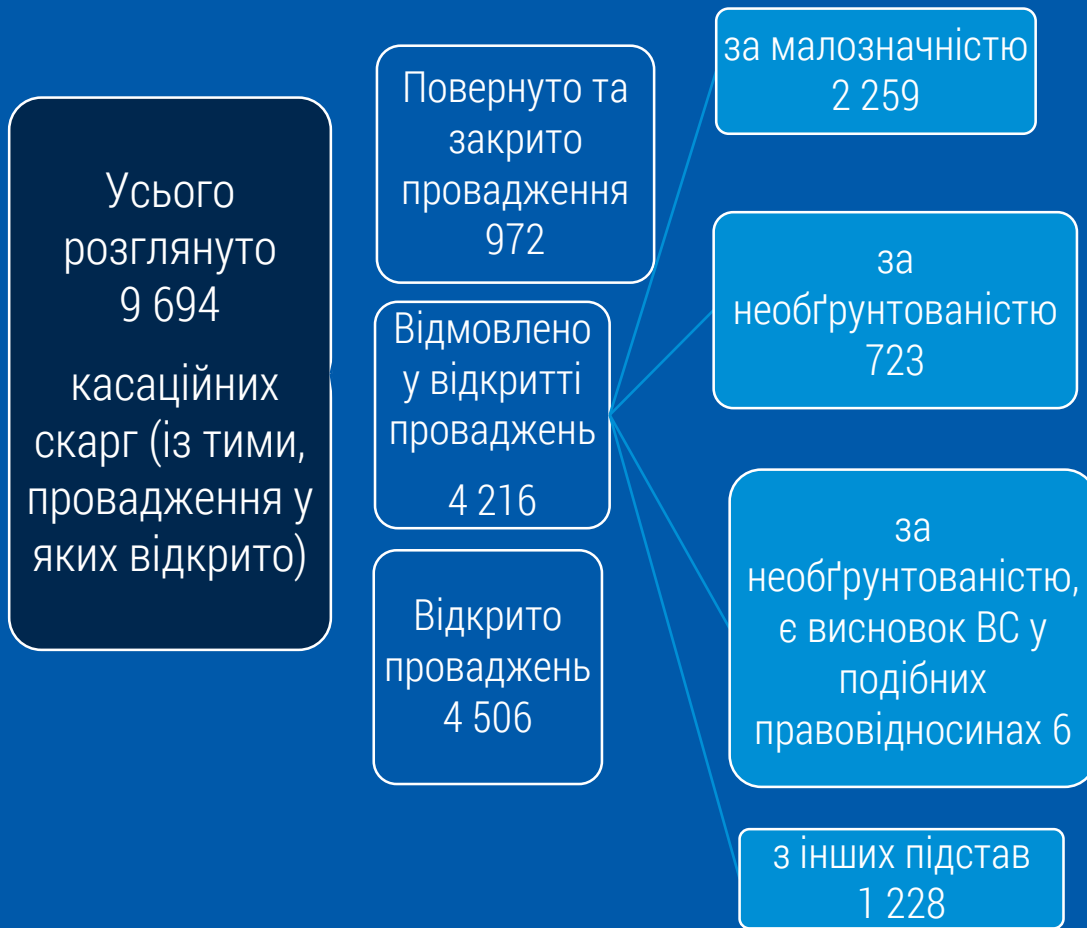 Усього
розглянуто
9 694
касаційних
скарг (із тими,
провадження у
яких відкрито)
Повернуто та
закрито
провадження
972
Відмовлено
у відкритті
проваджень
4 216
Відкрито
проваджень
4 506
за малозначністю
2 259
за
необґрунтованістю
723
за
необґрунтованістю,
є висновок ВС у
подібних
правовідносинах 6
з інших підстав
1 228